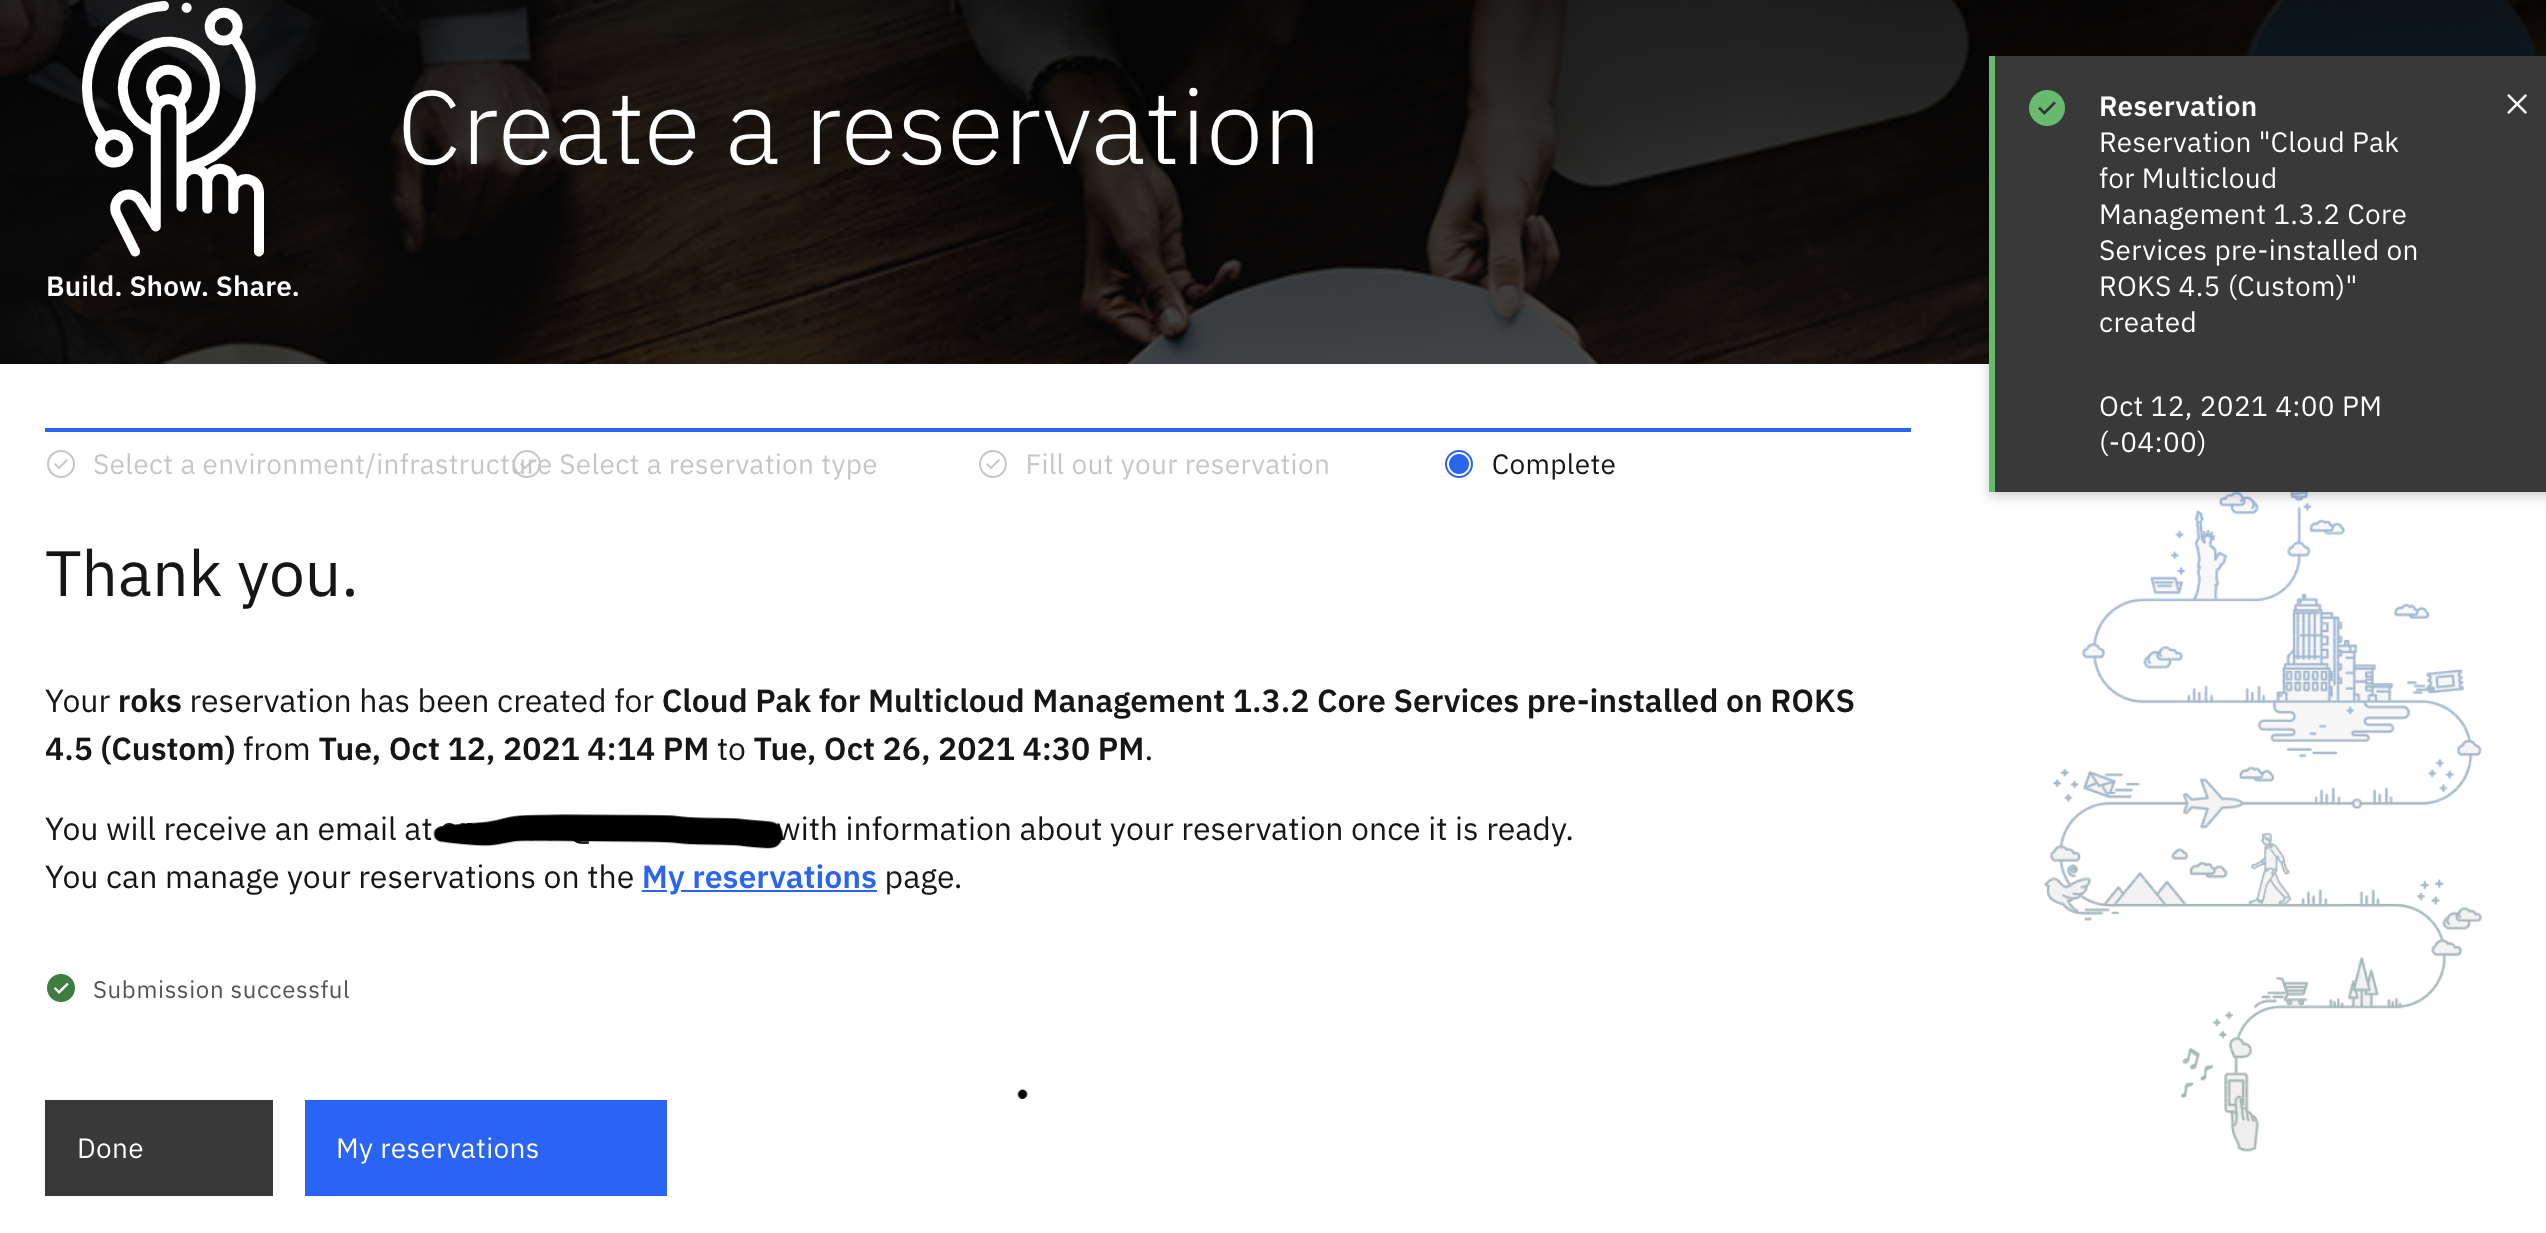 Build. Show. Share.
Create a reservation
Reservation
Reservation "Cloud Pak
for Multicloud
Management 1.3.2 Core
Services pre-installed on
ROKS 4.5 (Custom)"
created
Oct 12, 2021 4:00 PM
(-04:00)
Select a environment/infrastructure Select a reservation type Fill out your reservation Complete
Thank you.
Your roks reservation has been created for Cloud Pak for Multicloud Management 1.3.2 Core Services pre-installed on ROKS
4.5 (Custom) from Tue, Oct 12, 2021 4:14 PM to Tue, Oct 26, 2021 4:30 PM.
You will receive an email at with information about your reservation once it is ready.
You can manage your reservations on the My reservations page.
Submission successful
Done My reservations